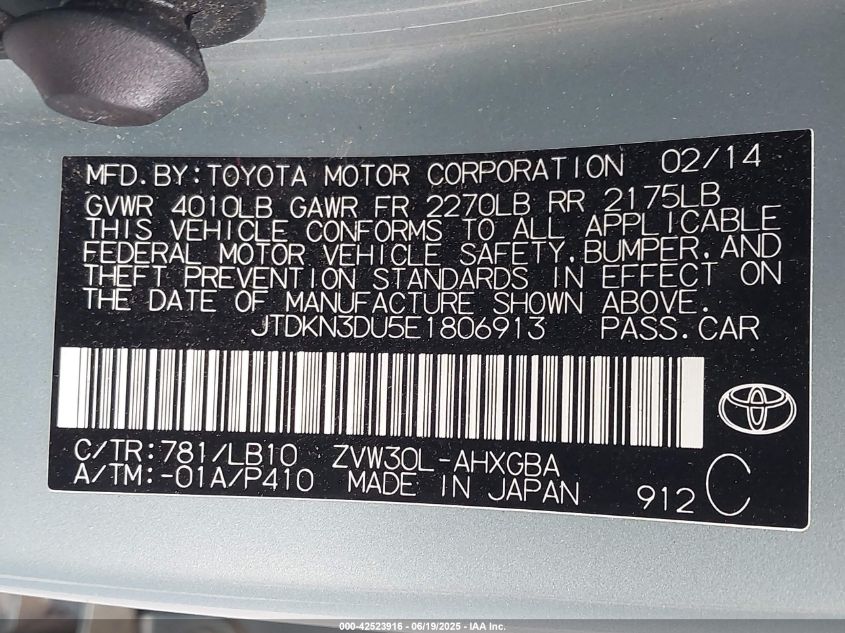 MFD.BY:TOYOTA MOTOR CORPORATION 02/14
GVWR 4010LB GAWR FR 2270LB RR 2175LB
THIS VEHICLE CONFORMS TO ALL APPLICABLE
FEDERAL MOTOR VEHICLE SAFETY,BUMPER,AND
THEFT PREVENTION STANDARDS IN EFFECT ON
THE DATE OF MANUFACTURE SHOWN ABOVE.
JTDKN3DU5E1806913 PASS.CAR
C/TR:781/LB10 ZVW30L-AHXGBA
A/TM:-01A/P410 MADE IN JAPAN 912 C
000-42523916 - 06/19/2025 - IAA Inc.